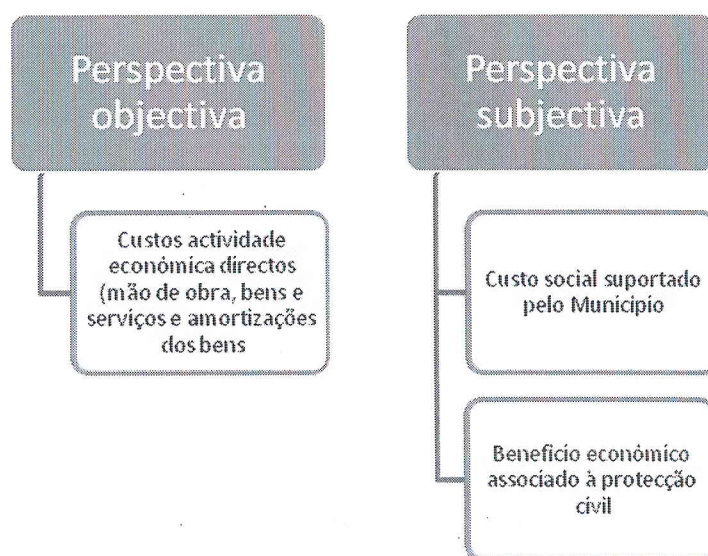 Perspectiva
objectiva
Custos actividade
económica directos
(mão de obra, bens e
serviços e amortizações
dos bens
Perspectiva
subjectiva
Custo social suportado
pelo Município
Benefício económico
associado à protecção
civil